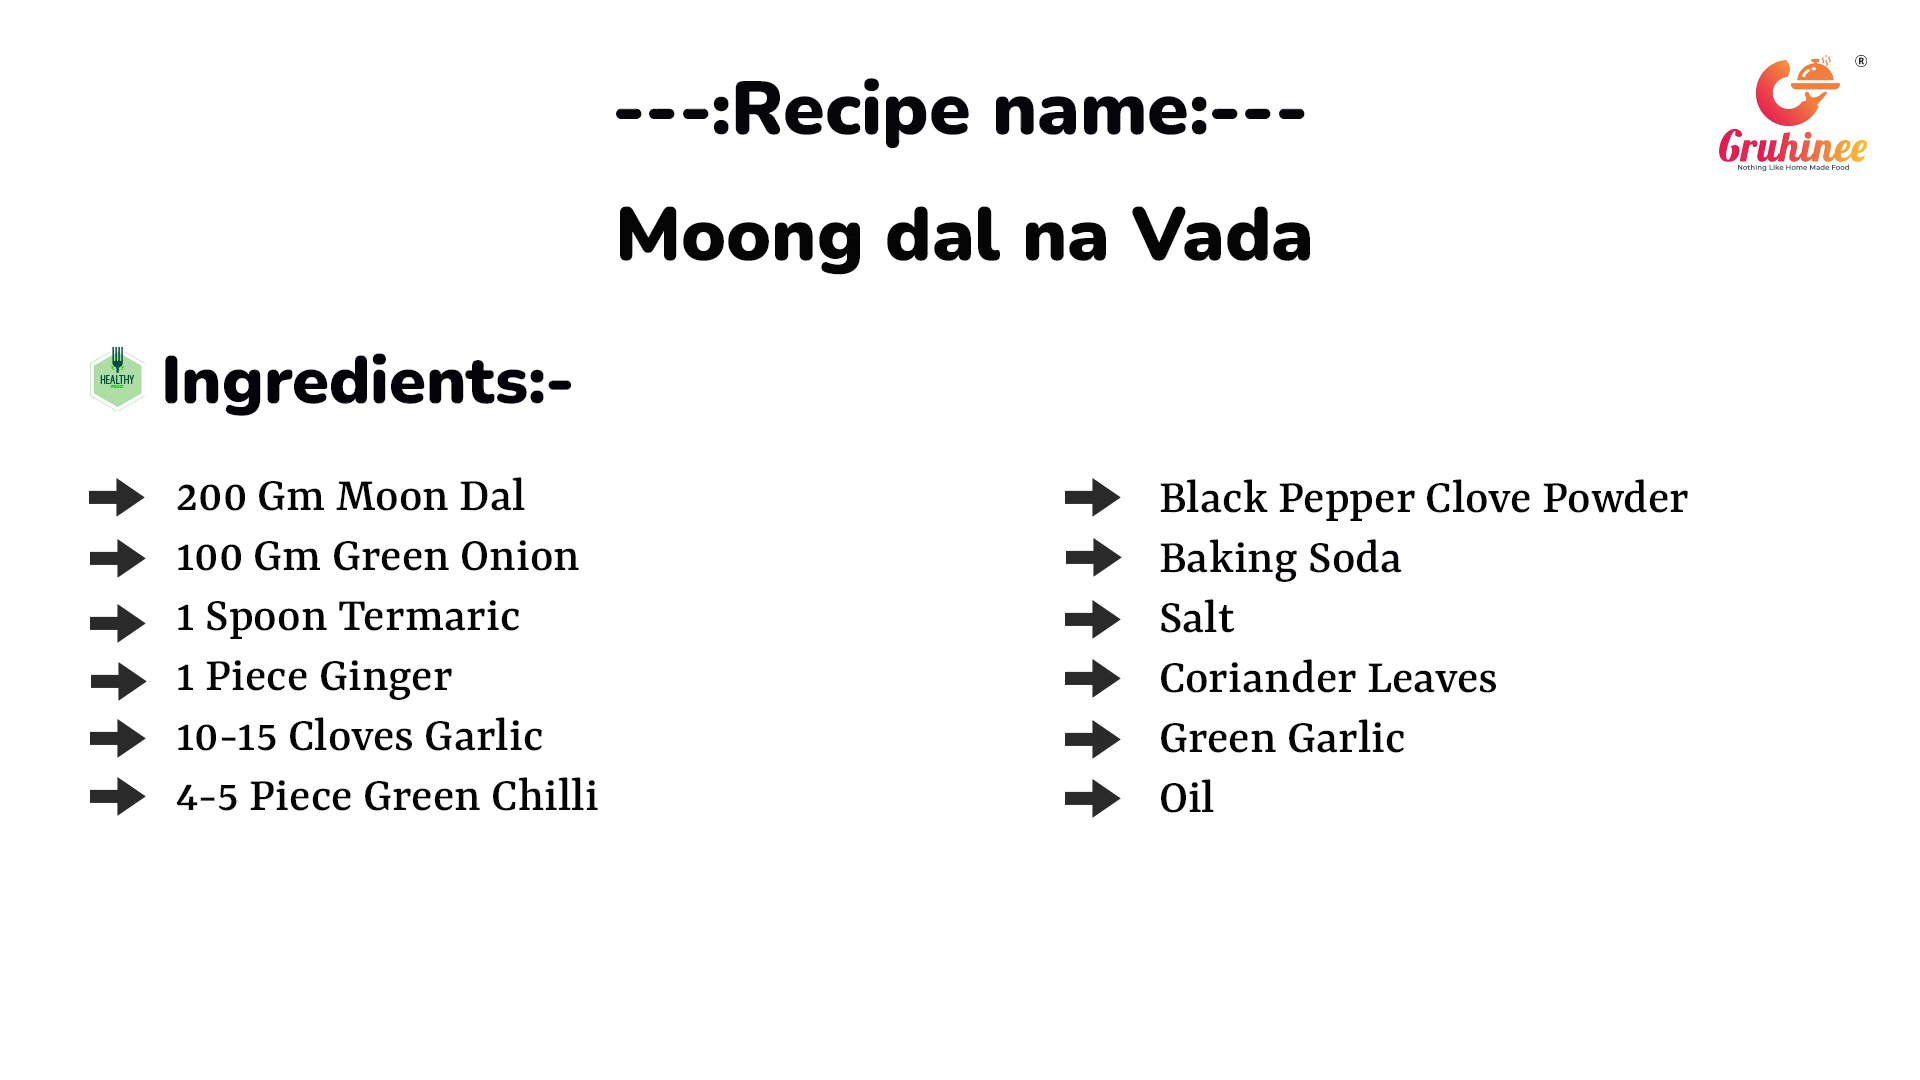 ---:Recipe name:---
®
Gruhinee
Nothing Like Home Made Food
Moong dal na Vada
HEALTHY
FOOD
Ingredients:-
200 Gm Moon Dal
100 Gm Green Onion
1 Spoon Termaric
1 Piece Ginger
10-15 Cloves Garlic
4-5 Piece Green Chilli
Black Pepper Clove Powder
Baking Soda
Salt
Coriander Leaves
Green Garlic
Oil